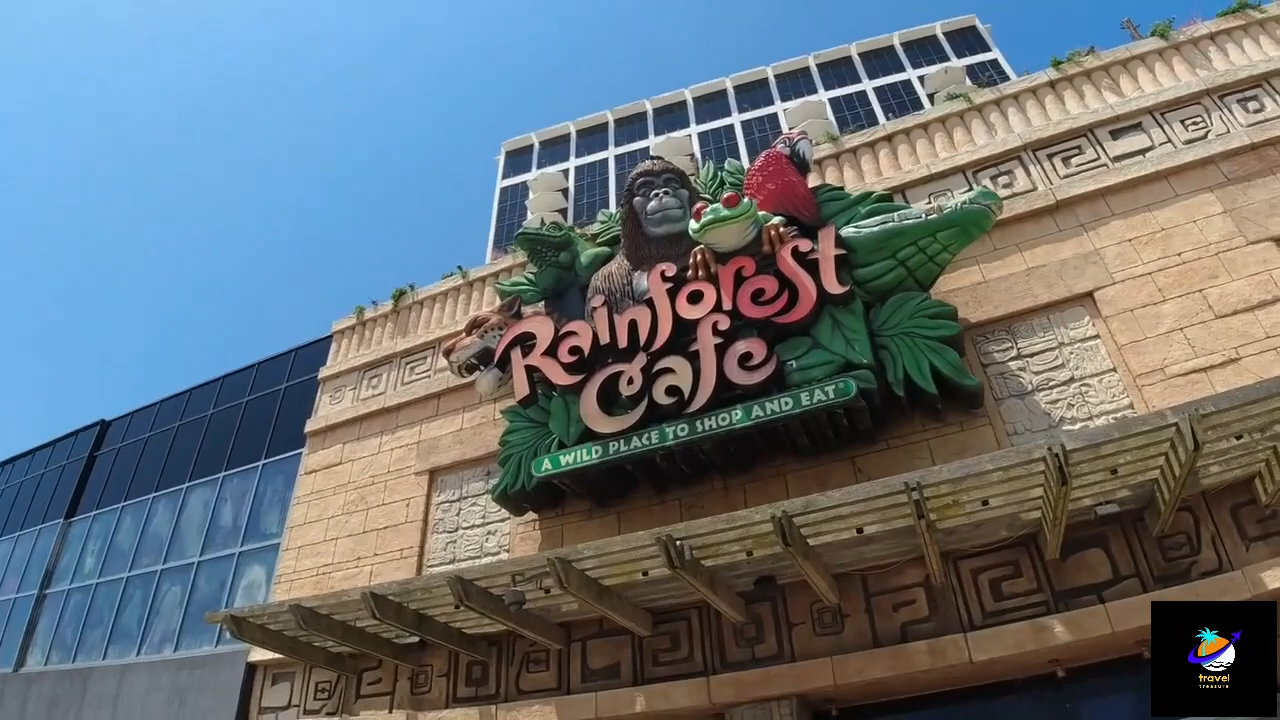 Rainforest
Cafe
A WILD PLACE TO SHOP AND EAT®
travel
treasure